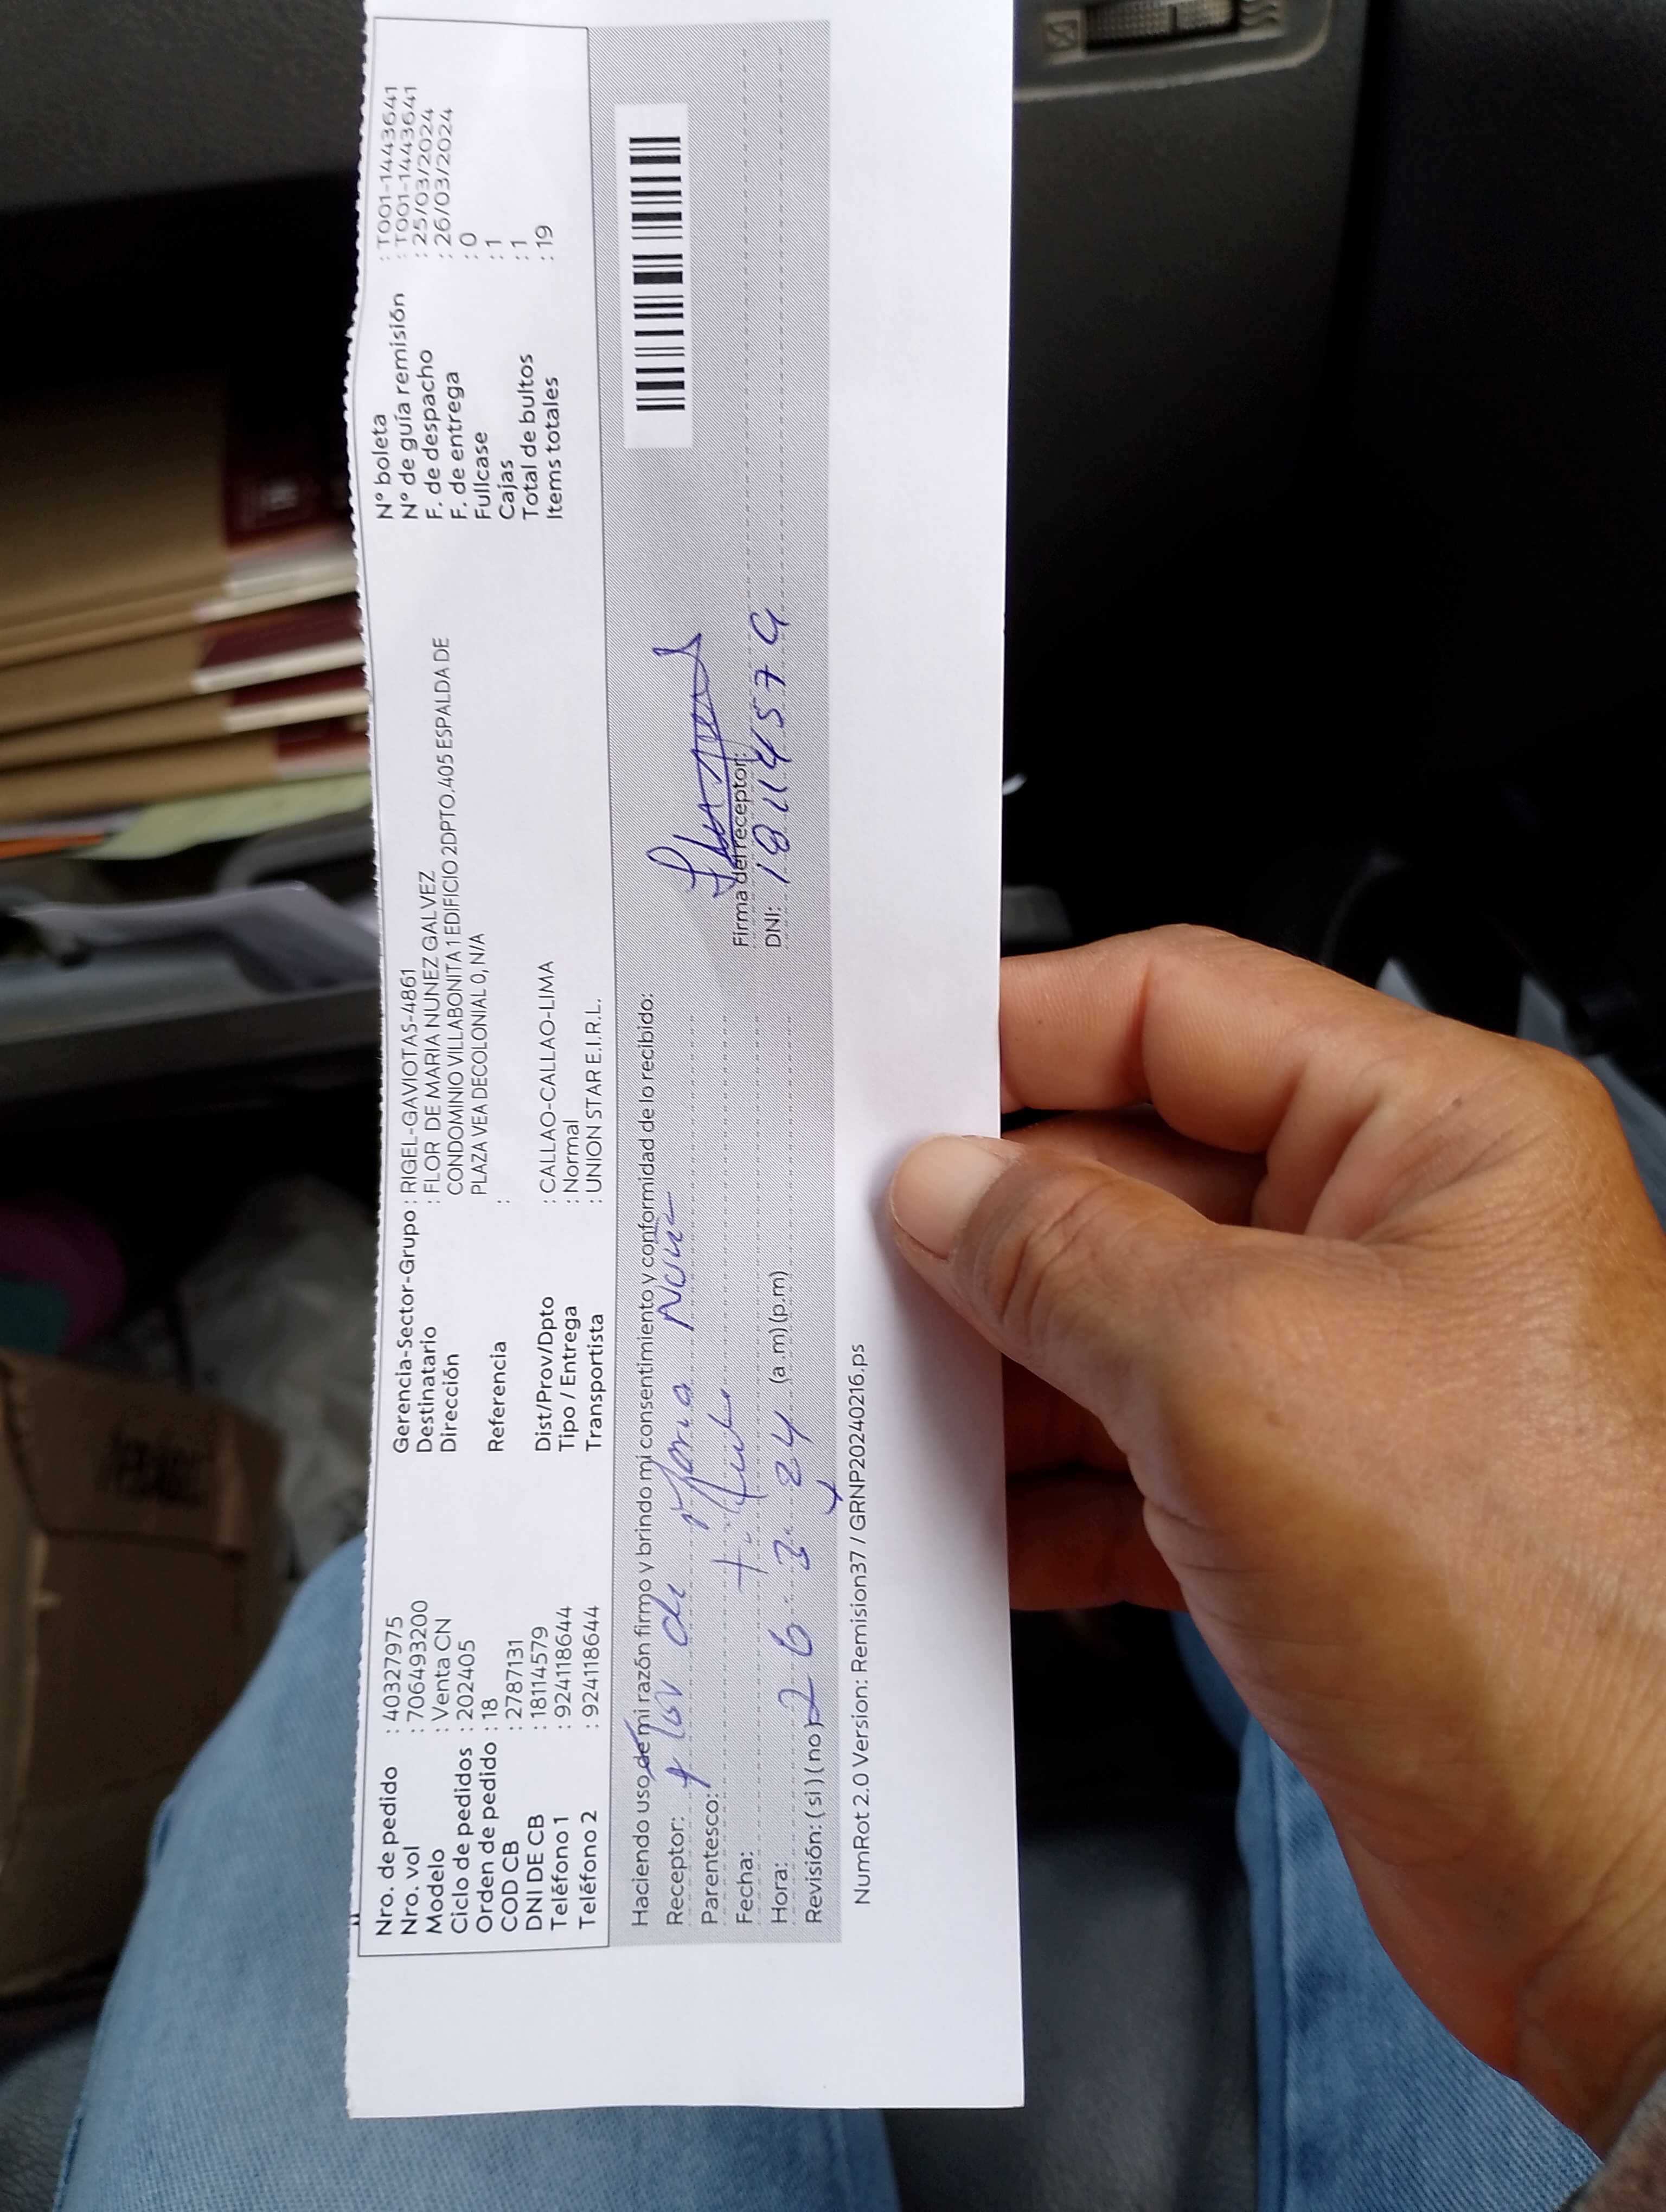 Nro. de pedido : 40327975
Nro. vol : 706493200
Modelo : Venta CN
Ciclo de pedidos : 202405
Orden de pedido : 18
COD CB : 2787131
DNI DE CB : 18114579
Teléfono 1 : 924118644
Teléfono 2 : 924118644
Gerencia-Sector-Grupo : RIGEL-GAVIOTAS-4861
Destinatario : FLOR DE MARIA NUNEZ GALVEZ
Dirección : CONDOMINIO VILLABONITA 1 EDIFICIO 2DPTO.405 ESPALDA DE
PLAZA VEA DECOLONIAL 0, N/A
Referencia :
Dist/Prov/Dpto : CALLAO-CALLAO-LIMA
Tipo / Entrega : Normal
Transportista : UNION STAR E.I.R.L.
N° boleta : T001-1443641
N° de guía remisión : T001-1443641
F. de despacho : 25/03/2024
F. de entrega : 26/03/2024
Fullcase : 0
Cajas : 1
Total de bultos : 1
Items totales : 19
Haciendo uso de mi razón firmo y brindo mi consentimiento y conformidad de lo recibido:
Receptor: Flor de Maria
Parentesco:
Fecha:
Hora: 26 3 24 (a.m) (p.m)
Revisión: (si) (no)
Firma del receptor:
DNI: 18114579
NumRot 2.0 Version: Remision37 / GRNP20240216.ps